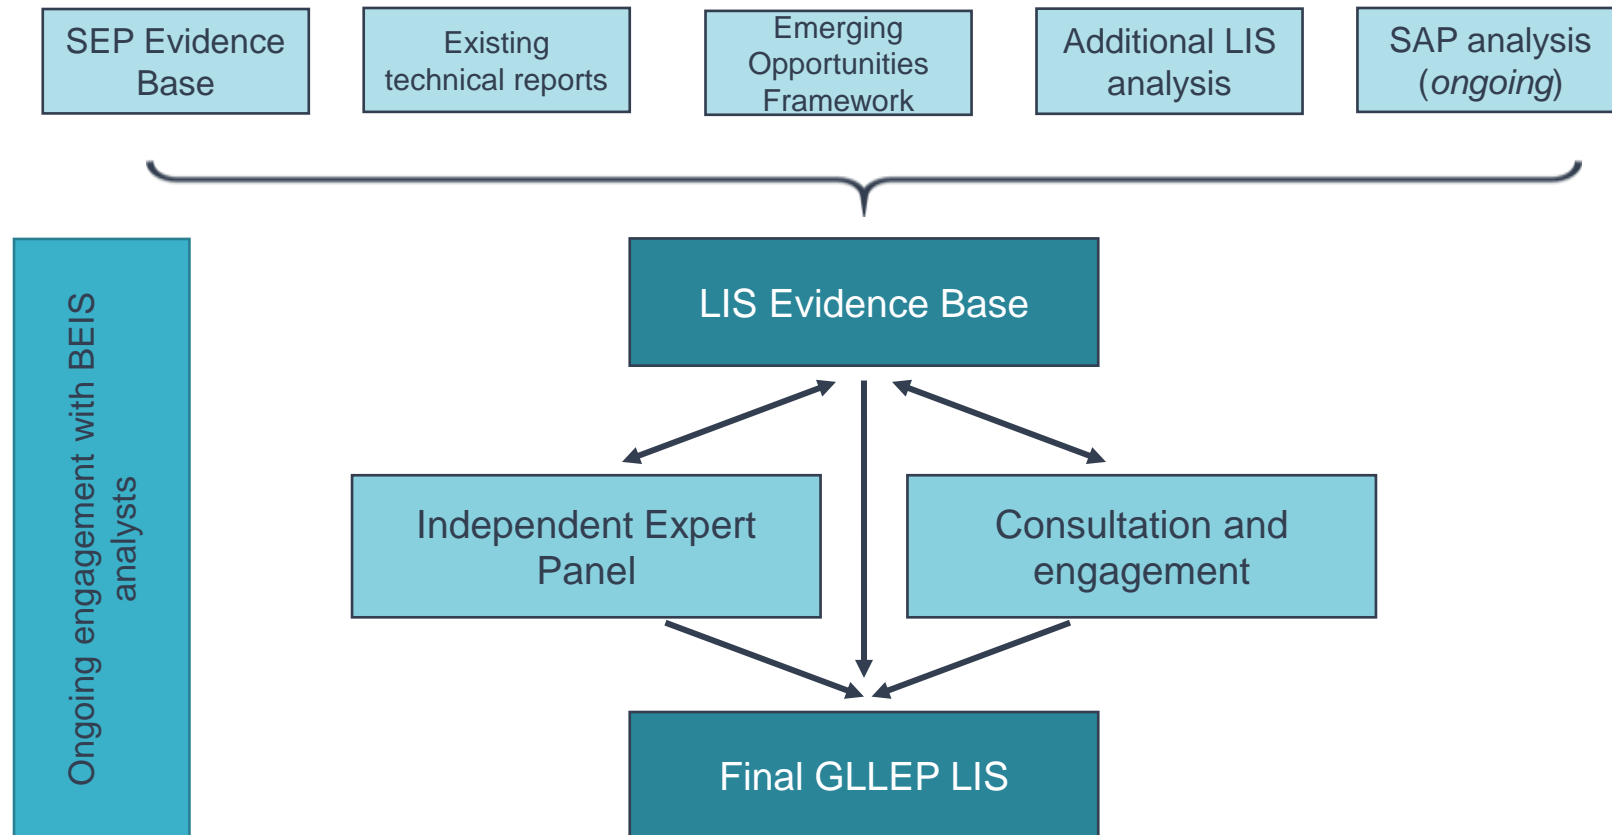 SEP Evidence
Base
Existing
technical reports
Emerging
Opportunities
Framework
Additional LIS
analysis
SAP analysis
(ongoing)
Ongoing engagement with BEIS
analysts
LIS Evidence Base
Independent Expert
Panel
Consultation and
engagement
Final GLLEP LIS